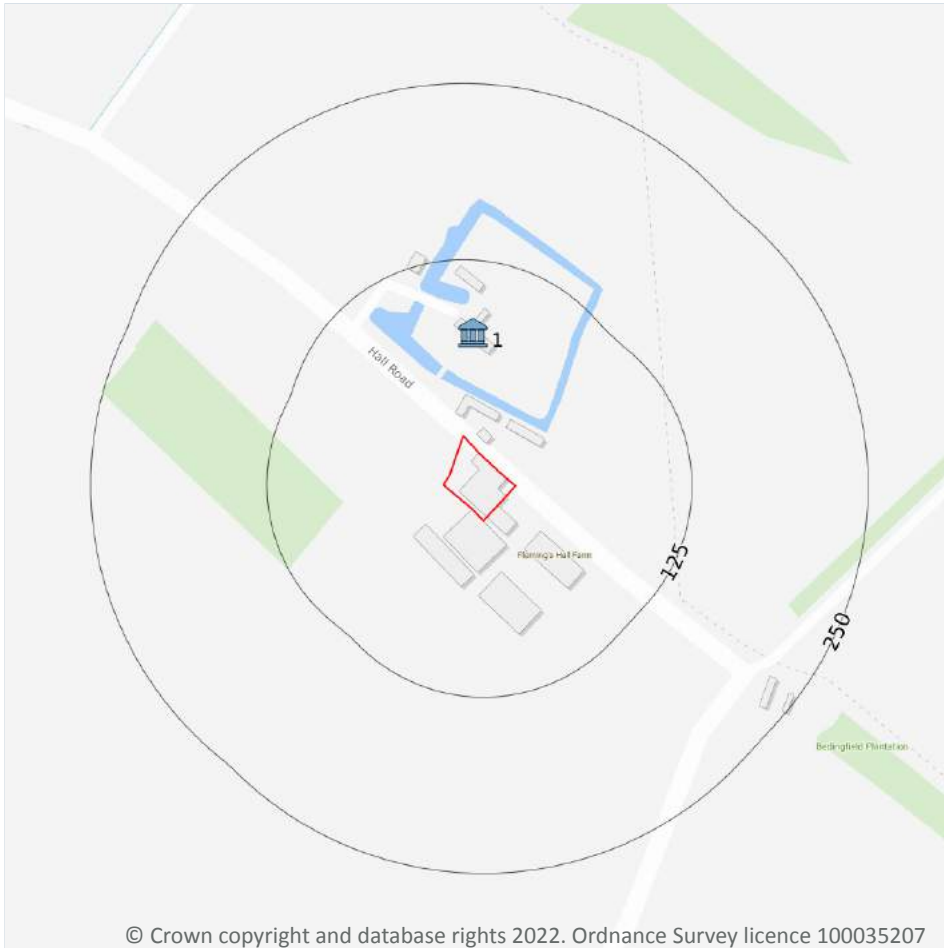 1
Hall Road
Fleming's Hall Farm
125
250
Bedingfield Plantation
© Crown copyright and database rights 2022. Ordnance Survey licence 100035207